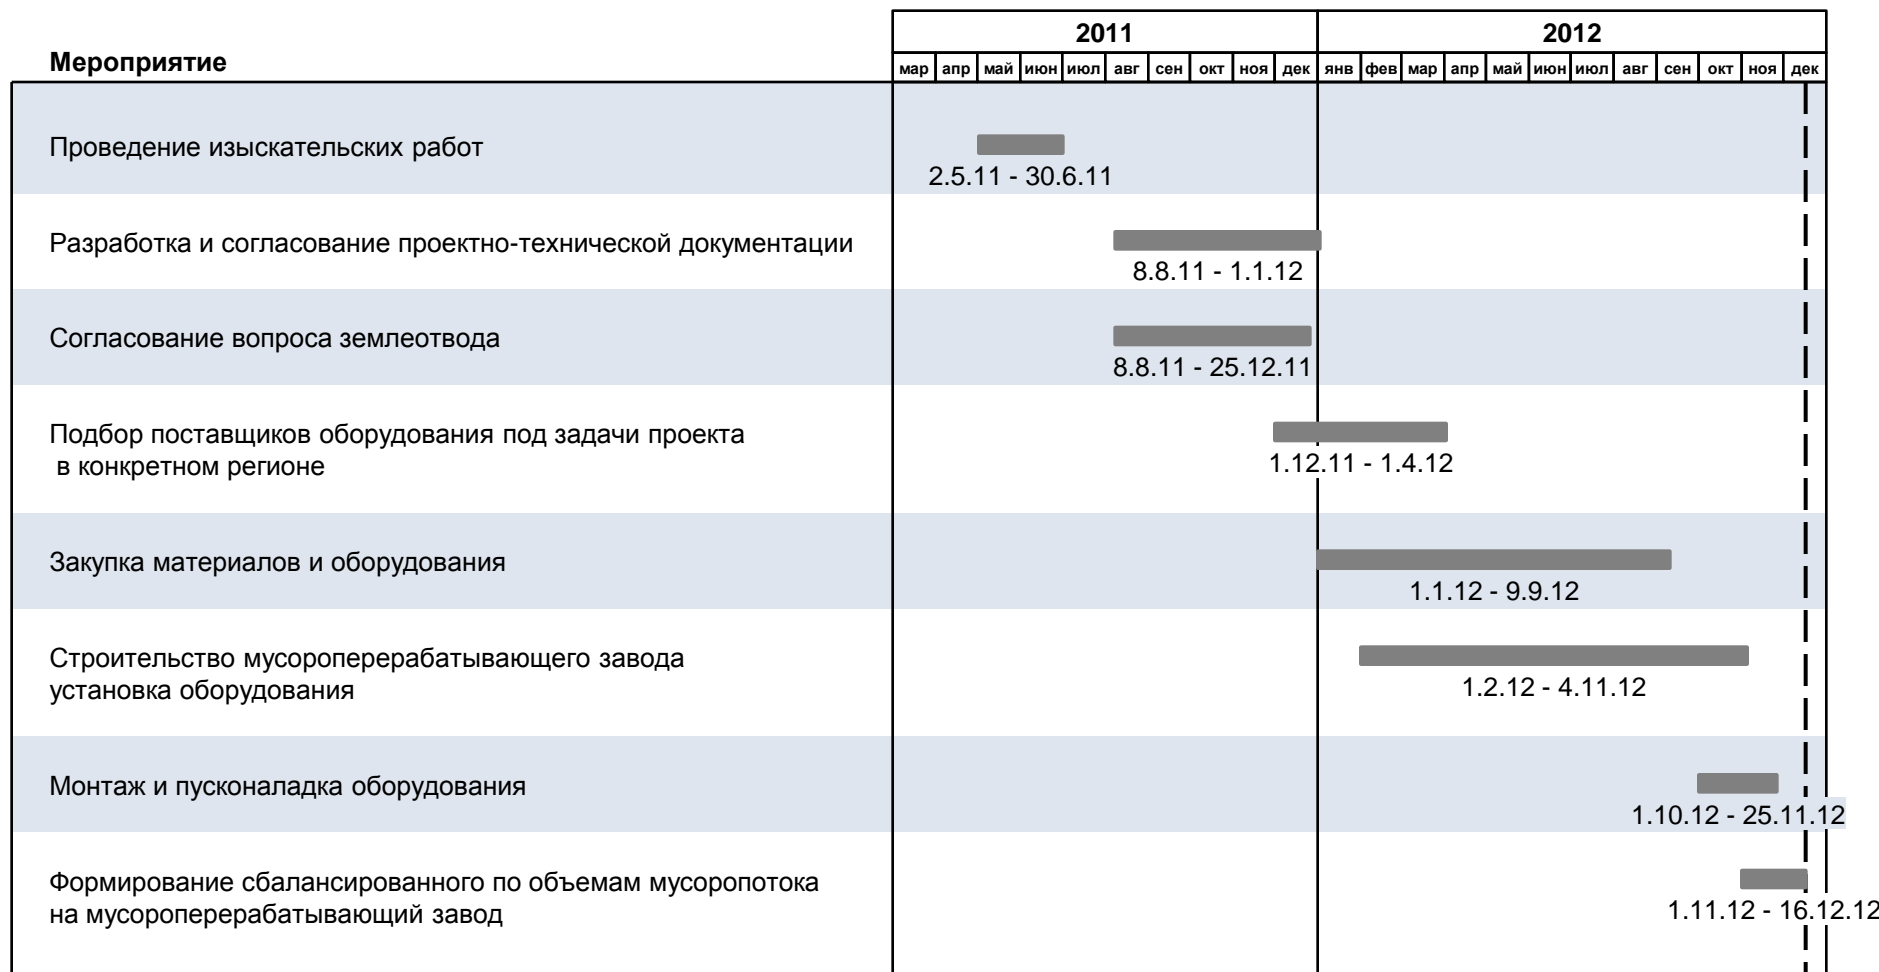 2011 2012
Мероприятие
мар апр май июн июл авг сен окт ноя дек янв фев мар апр май июн июл авг сен окт ноя дек
Проведение изыскательских работ
2.5.11 - 30.6.11
Разработка и согласование проектно-технической документации
8.8.11 - 1.1.12
Согласование вопроса землеотвода
8.8.11 - 25.12.11
Подбор поставщиков оборудования под задачи проекта
в конкретном регионе
1.12.11 - 1.4.12
Закупка материалов и оборудования
1.1.12 - 9.9.12
Строительство мусороперерабатывающего завода
установка оборудования
1.2.12 - 4.11.12
Монтаж и пусконаладка оборудования
1.10.12 - 25.11.12
Формирование сбалансированного по объемам мусоропотока
на мусороперерабатывающий завод
1.11.12 - 16.12.12